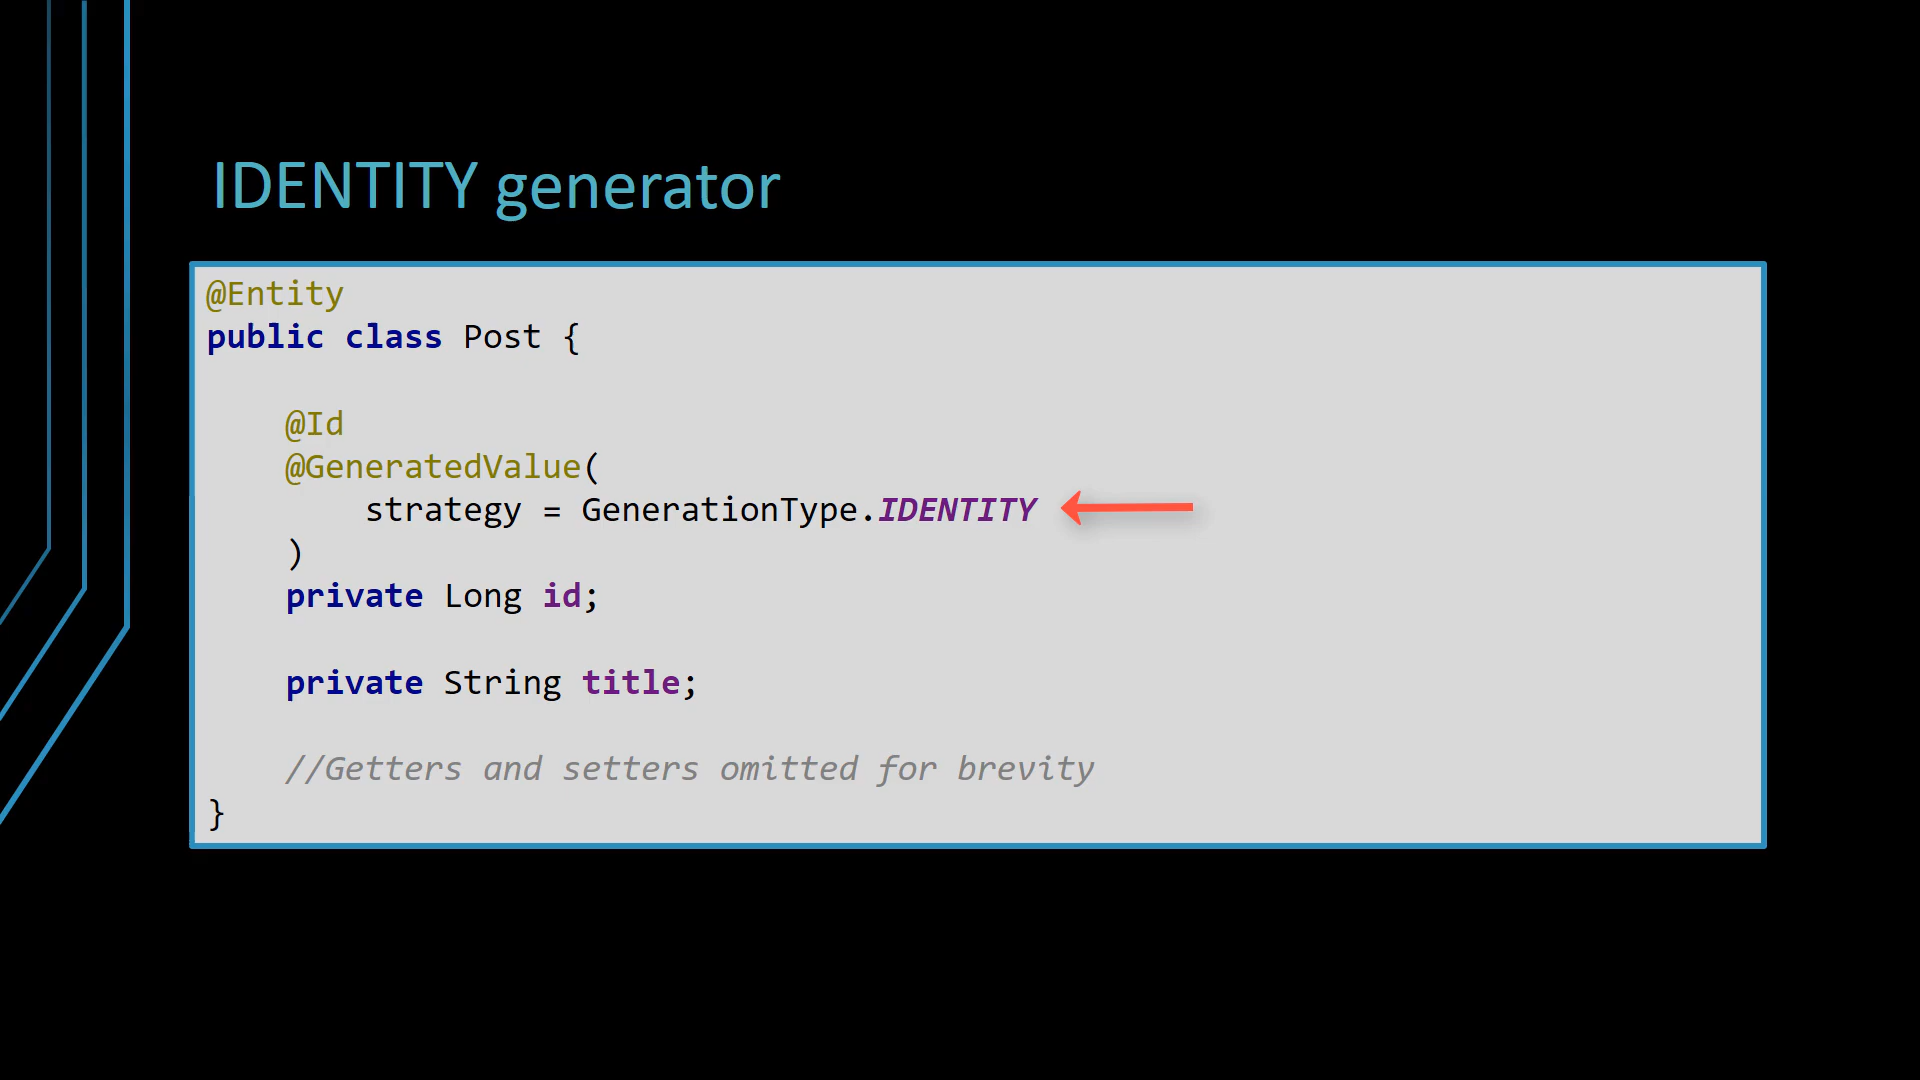 IDENTITY generator
@Entity
public class Post {
@Id
@GeneratedValue(
strategy = GenerationType.IDENTITY
)
private Long id;
private String title;
//Getters and setters omitted for brevity
}